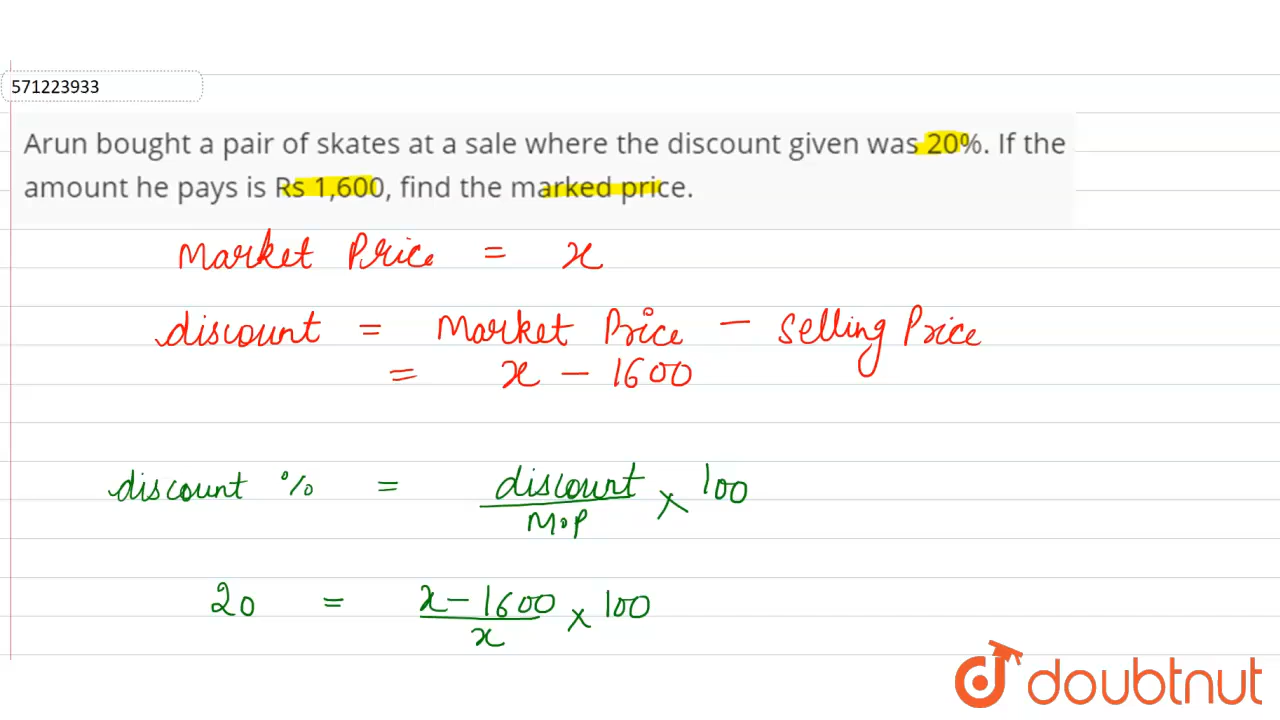 571223933
Arun bought a pair of skates at a sale where the discount given was 20%. If the
amount he pays is Rs 1,600, find the marked price.
Market Price = x
discount = Market Price - Selling Price
= x - 1600
discount % = discount/M.P × 100
20 = x - 1600/x × 100
doubtnut